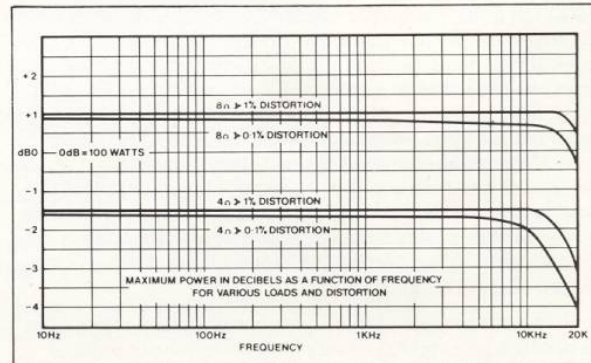 +2
8Ω ≯ 1% DISTORTION
+1
8Ω ≯ 0·1% DISTORTION
dB0
0dB = 100 WATTS
-1
4Ω ≯ 1% DISTORTION
-2
4Ω ≯ 0·1% DISTORTION
-3
MAXIMUM POWER IN DECIBELS AS A FUNCTION OF FREQUENCY
FOR VARIOUS LOADS AND DISTORTION
-4
10Hz 100Hz 1KHz 10KHz 20K
FREQUENCY